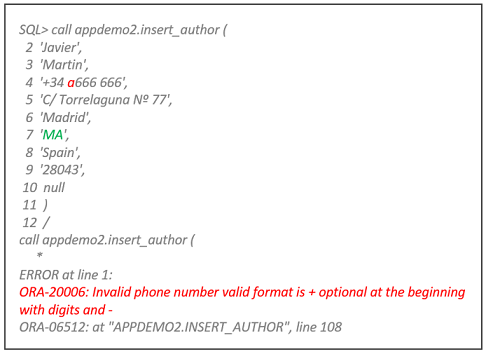 SQL> call appdemo2.insert_author (
2 'Javier',
3 'Martin',
4 '+34 a666 666',
5 'C/ Torrelaguna Nº 77',
6 'Madrid',
7 'MA',
8 'Spain',
9 '28043',
10 null
11 )
12 /
call appdemo2.insert_author (
*
ERROR at line 1:
ORA-20006: Invalid phone number valid format is + optional at the beginning
with digits and -
ORA-06512: at "APPDEMO2.INSERT_AUTHOR", line 108